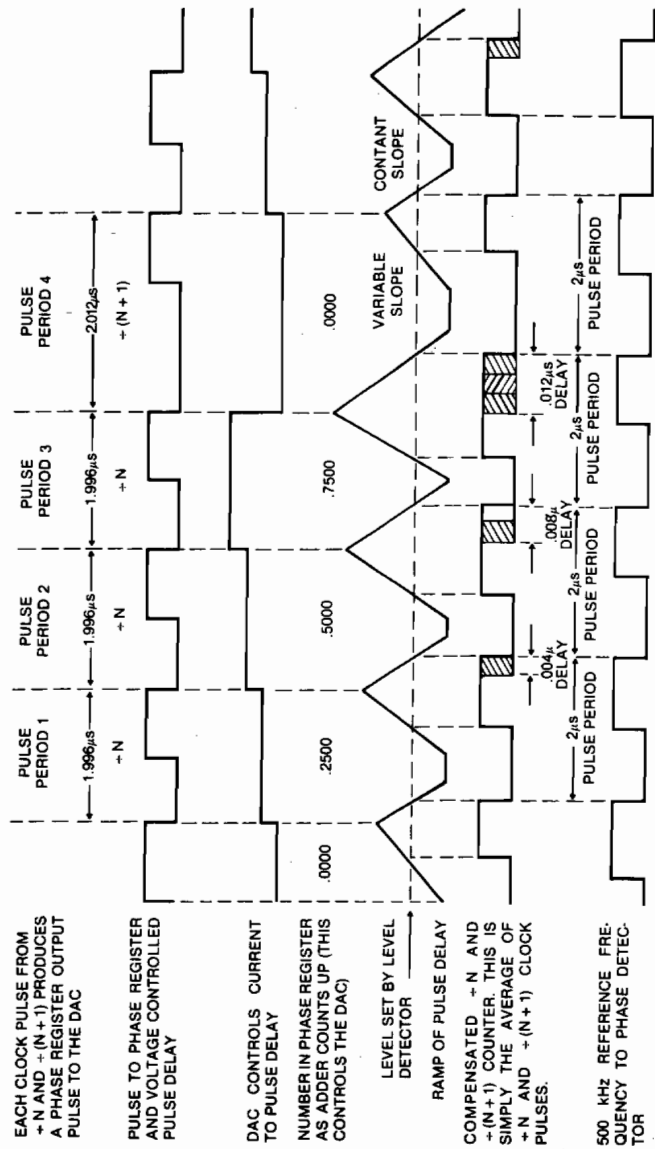 EACH CLOCK PULSE FROM
÷N AND ÷(N + 1) PRODUCES
A PHASE REGISTER OUTPUT
PULSE TO THE DAC
PULSE
PERIOD 1
PULSE
PERIOD 2
PULSE
PERIOD 3
PULSE
PERIOD 4
1.996µs
1.996µs
1.996µs
2.012µs
÷N
÷N
÷N
÷ (N + 1)
PULSE TO PHASE REGISTER
AND VOLTAGE CONTROLLED
PULSE DELAY
DAC CONTROLS CURRENT
TO PULSE DELAY
NUMBER IN PHASE REGISTER
AS ADDER COUNTS UP (THIS
CONTROLS THE DAC)
.0000
.2500
.5000
.7500
.0000
LEVEL SET BY LEVEL
DETECTOR
VARIABLE
SLOPE
CONTANT
SLOPE
RAMP OF PULSE DELAY
COMPENSATED ÷N AND
÷(N+1) COUNTER. THIS IS
SIMPLY THE AVERAGE OF
÷N AND ÷(N+1) CLOCK
PULSES.
.004µ
DELAY
.008µ
DELAY
.012µs
DELAY
2µs
PULSE PERIOD
2µs
PULSE PERIOD
2µs
PULSE PERIOD
2µs
PULSE PERIOD
500 kHz REFERENCE FRE-
QUENCY TO PHASE DETEC-
TOR